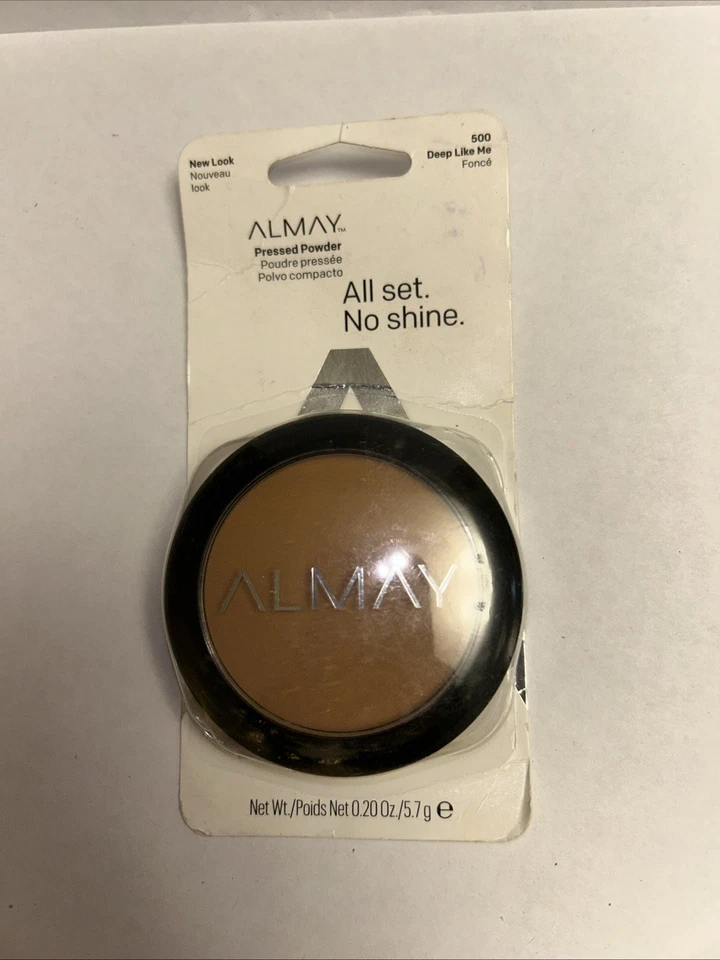 New Look
Nouveau
look
500
Deep Like Me
Foncé
ALMAY™
Pressed Powder
Poudre pressée
Polvo compacto
All set.
No shine.
ALMAY
Net Wt./Poids Net 0.20 Oz./5.7 g ℮